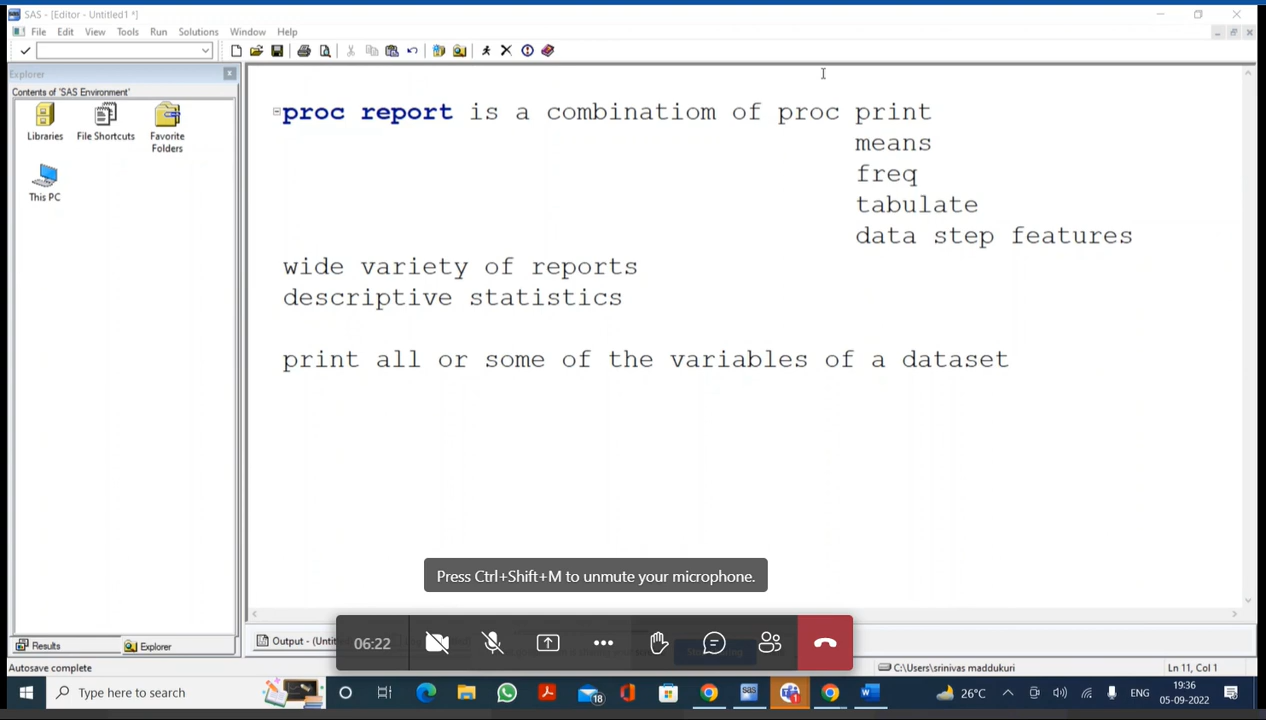 SAS - [Editor - Untitled1 *]
File Edit View Tools Run Solutions Window Help
Explorer
Contents of 'SAS Environment'
Libraries
File Shortcuts
Favorite Folders
This PC
proc report is a combinatiom of proc print
means
freq
tabulate
data step features
wide variety of reports
descriptive statistics
print all or some of the variables of a dataset
Press Ctrl+Shift+M to unmute your microphone.
Results
Explorer
Output - (Untit
06:22
Autosave complete
C:\Users\srinivas maddukuri
Ln 11, Col 1
Type here to search
18
26°C
ENG
19:36
05-09-2022